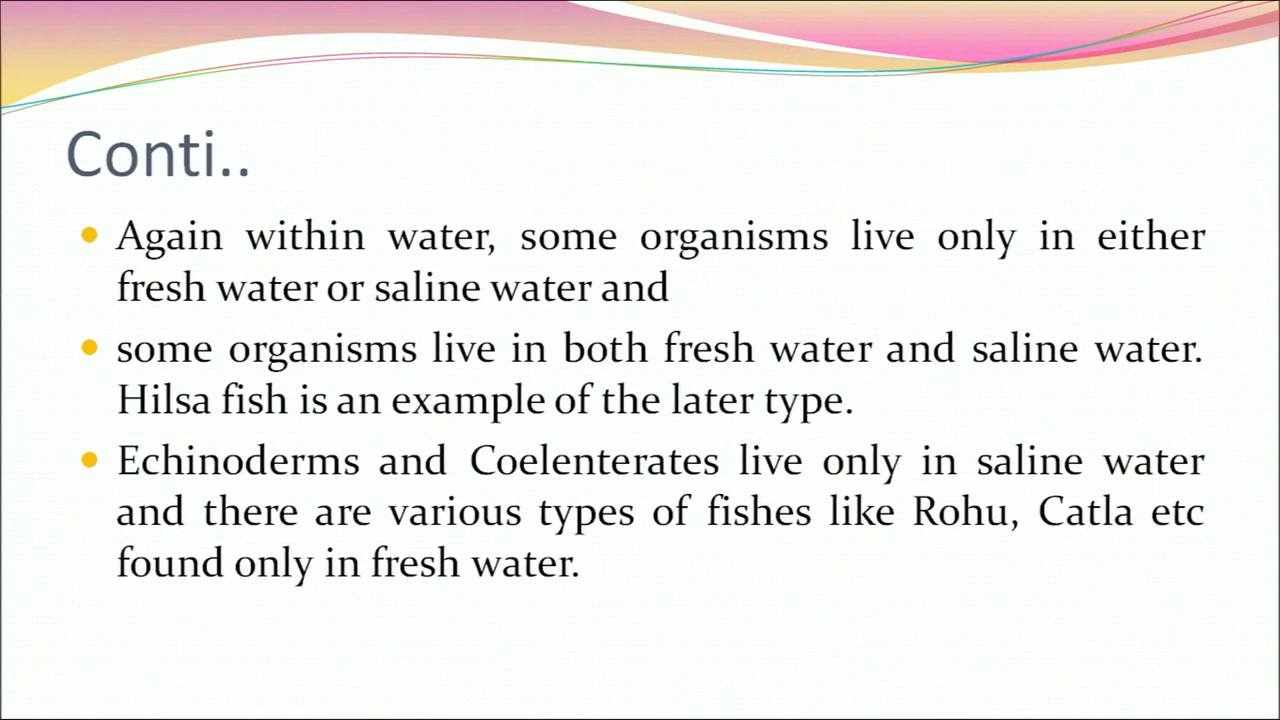 Conti..
Again within water, some organisms live only in either
fresh water or saline water and
some organisms live in both fresh water and saline water.
Hilsa fish is an example of the later type.
Echinoderms and Coelenterates live only in saline water
and there are various types of fishes like Rohu, Catla etc
found only in fresh water.